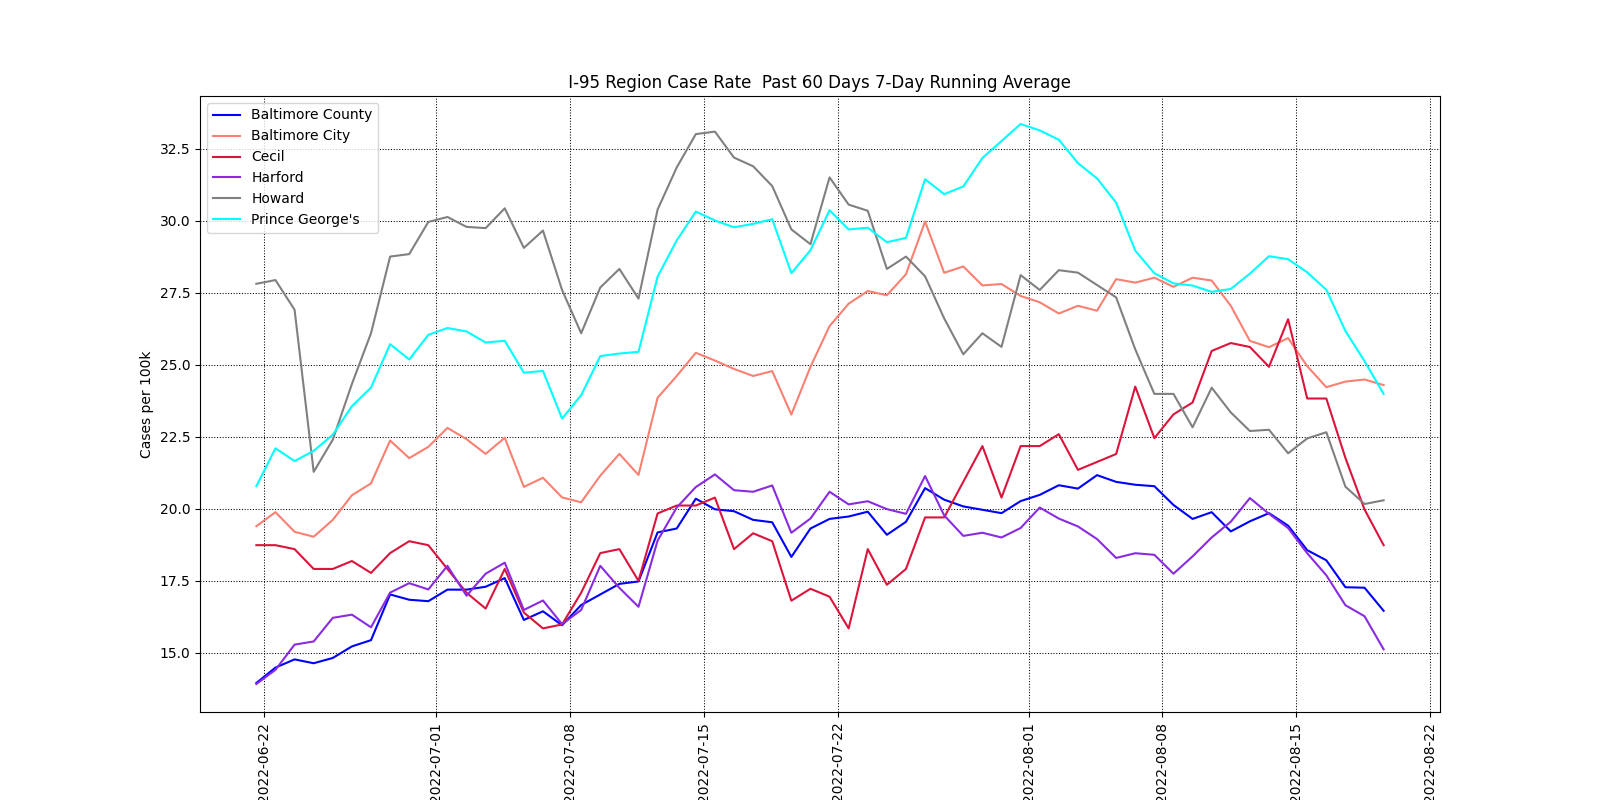 I-95 Region Case Rate  Past 60 Days 7-Day Running Average
Baltimore County
Baltimore City
Cecil
Harford
Howard
Prince George's
Cases per 100k
32.5
30.0
27.5
25.0
22.5
20.0
17.5
15.0
2022-06-22
2022-07-01
2022-07-08
2022-07-15
2022-07-22
2022-08-01
2022-08-08
2022-08-15
2022-08-22